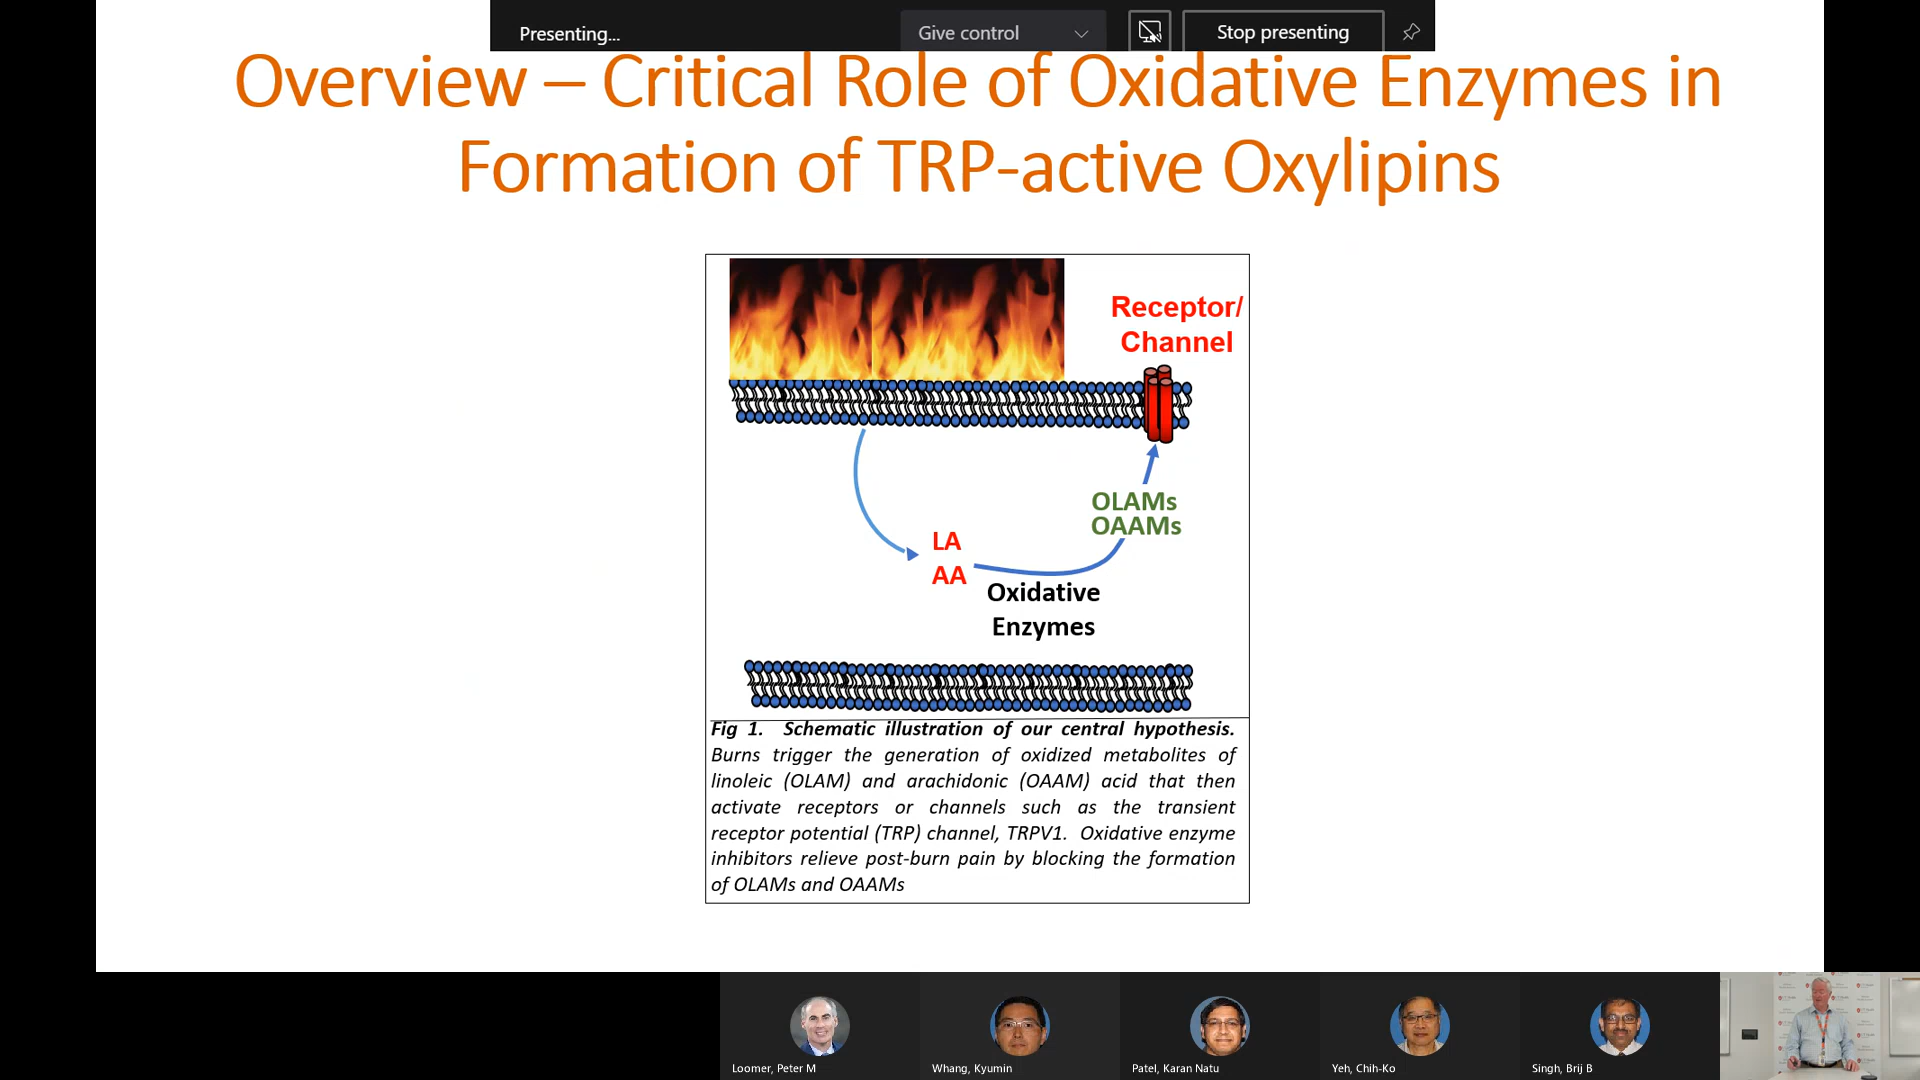 Presenting...
Give control
Stop presenting
Overview – Critical Role of Oxidative Enzymes in
Formation of TRP-active Oxylipins
Receptor/
Channel
OLAMs
OAAMs
LA
AA
Oxidative
Enzymes
Fig 1. Schematic illustration of our central hypothesis.
Burns trigger the generation of oxidized metabolites of
linoleic (OLAM) and arachidonic (OAAM) acid that then
activate receptors or channels such as the transient
receptor potential (TRP) channel, TRPV1. Oxidative enzyme
inhibitors relieve post-burn pain by blocking the formation
of OLAMs and OAAMs
Loomer, Peter M
Whang, Kyumin
Patel, Karan Natu
Yeh, Chih-Ko
Singh, Brij B